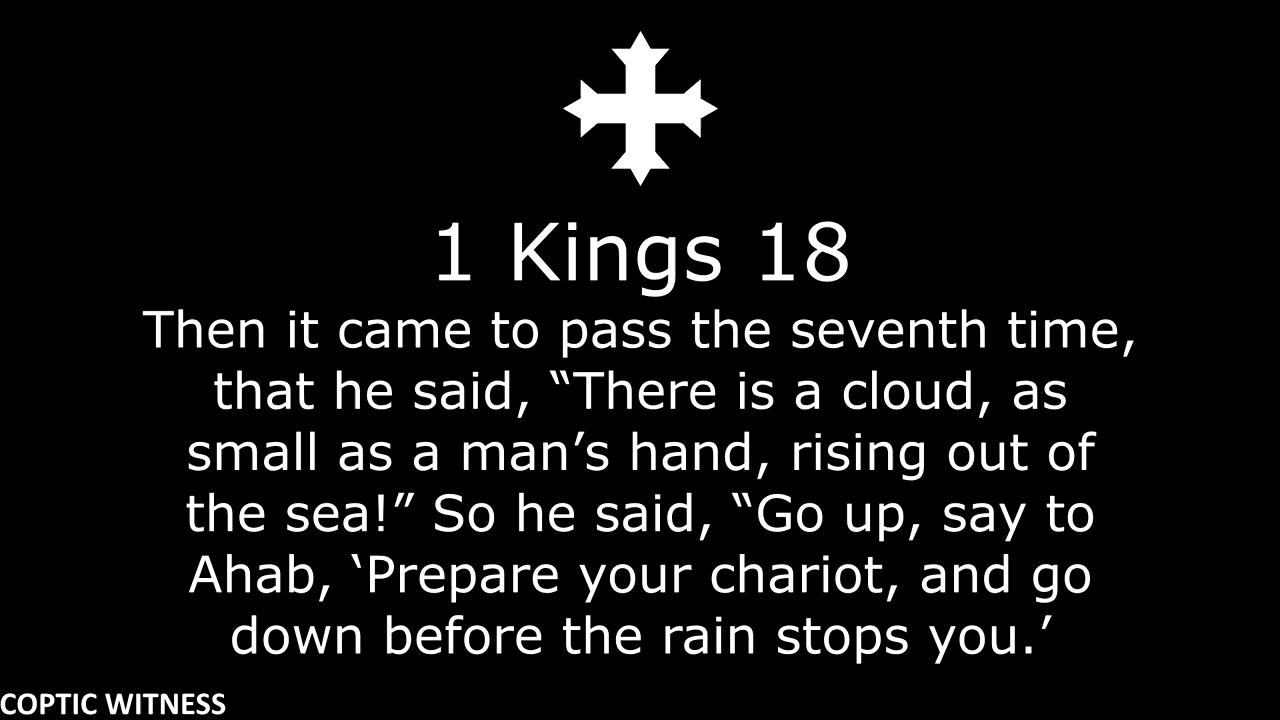 1 Kings 18
Then it came to pass the seventh time,
that he said, “There is a cloud, as
small as a man’s hand, rising out of
the sea!” So he said, “Go up, say to
Ahab, ‘Prepare your chariot, and go
down before the rain stops you.’
COPTIC WITNESS